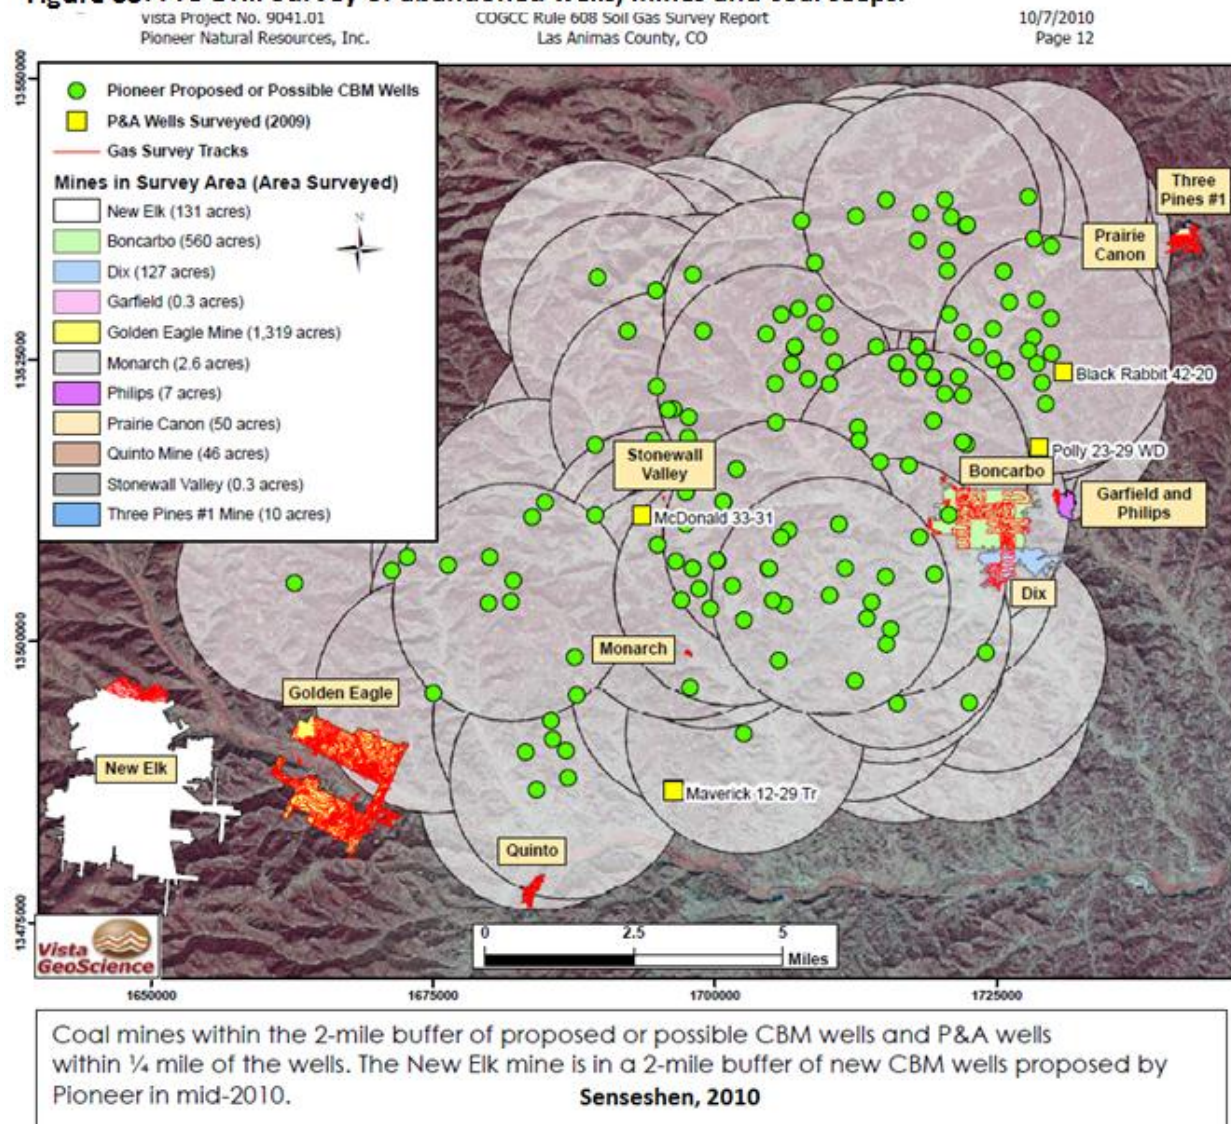 Vista Project No. 9041.01 COGCC Rule 608 Soil Gas Survey Report 10/7/2010
Pioneer Natural Resources, Inc. Las Animas County, CO Page 12
Pioneer Proposed or Possible CBM Wells
P&A Wells Surveyed (2009)
Gas Survey Tracks
Mines in Survey Area (Area Surveyed)
New Elk (131 acres)
Boncarbo (560 acres)
Dix (127 acres)
Garfield (0.3 acres)
Golden Eagle Mine (1,319 acres)
Monarch (2.6 acres)
Philips (7 acres)
Prairie Canon (50 acres)
Quinto Mine (46 acres)
Stonewall Valley (0.3 acres)
Three Pines #1 Mine (10 acres)
N
Three
Pines #1
Prairie
Canon
Black Rabbit 42-20
Polly 23-29 WD
Stonewall
Valley
Boncarbo
Garfield and
Philips
McDonald 33-31
Dix
Monarch
Golden Eagle
New Elk
Maverick 12-29 Tr
Quinto
13550000
13525000
13500000
13475000
Vista
GeoScience
0 2.5 5
Miles
1650000 1675000 1700000 1725000
Coal mines within the 2-mile buffer of proposed or possible CBM wells and P&A wells
within ¼ mile of the wells. The New Elk mine is in a 2-mile buffer of new CBM wells proposed by
Pioneer in mid-2010. Senseshen, 2010